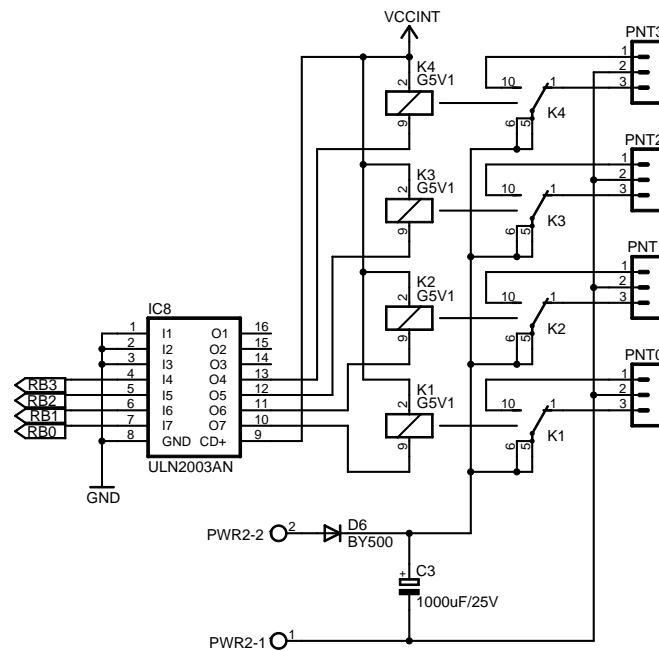 VCCINT
PNT3
K4
G5V1
2
9
10
1
6
5
K4
1
2
3
PNT2
K3
G5V1
2
9
10
1
6
5
K3
1
2
3
PNT
K2
G5V1
2
9
10
1
6
5
K2
1
2
3
PNT0
K1
G5V1
2
9
10
1
6
5
K1
1
2
3
IC8
1 I1 O1 16
2 I2 O2 15
3 I3 O3 14
RB3 4 I4 O4 13
RB2 5 I5 O5 12
RB1 6 I6 O6 11
RB0 7 I7 O7 10
8 GND CD+ 9
ULN2003AN
GND
PWR2-2 2
D6
BY500
+
C3
1000uF/25V
PWR2-1 1